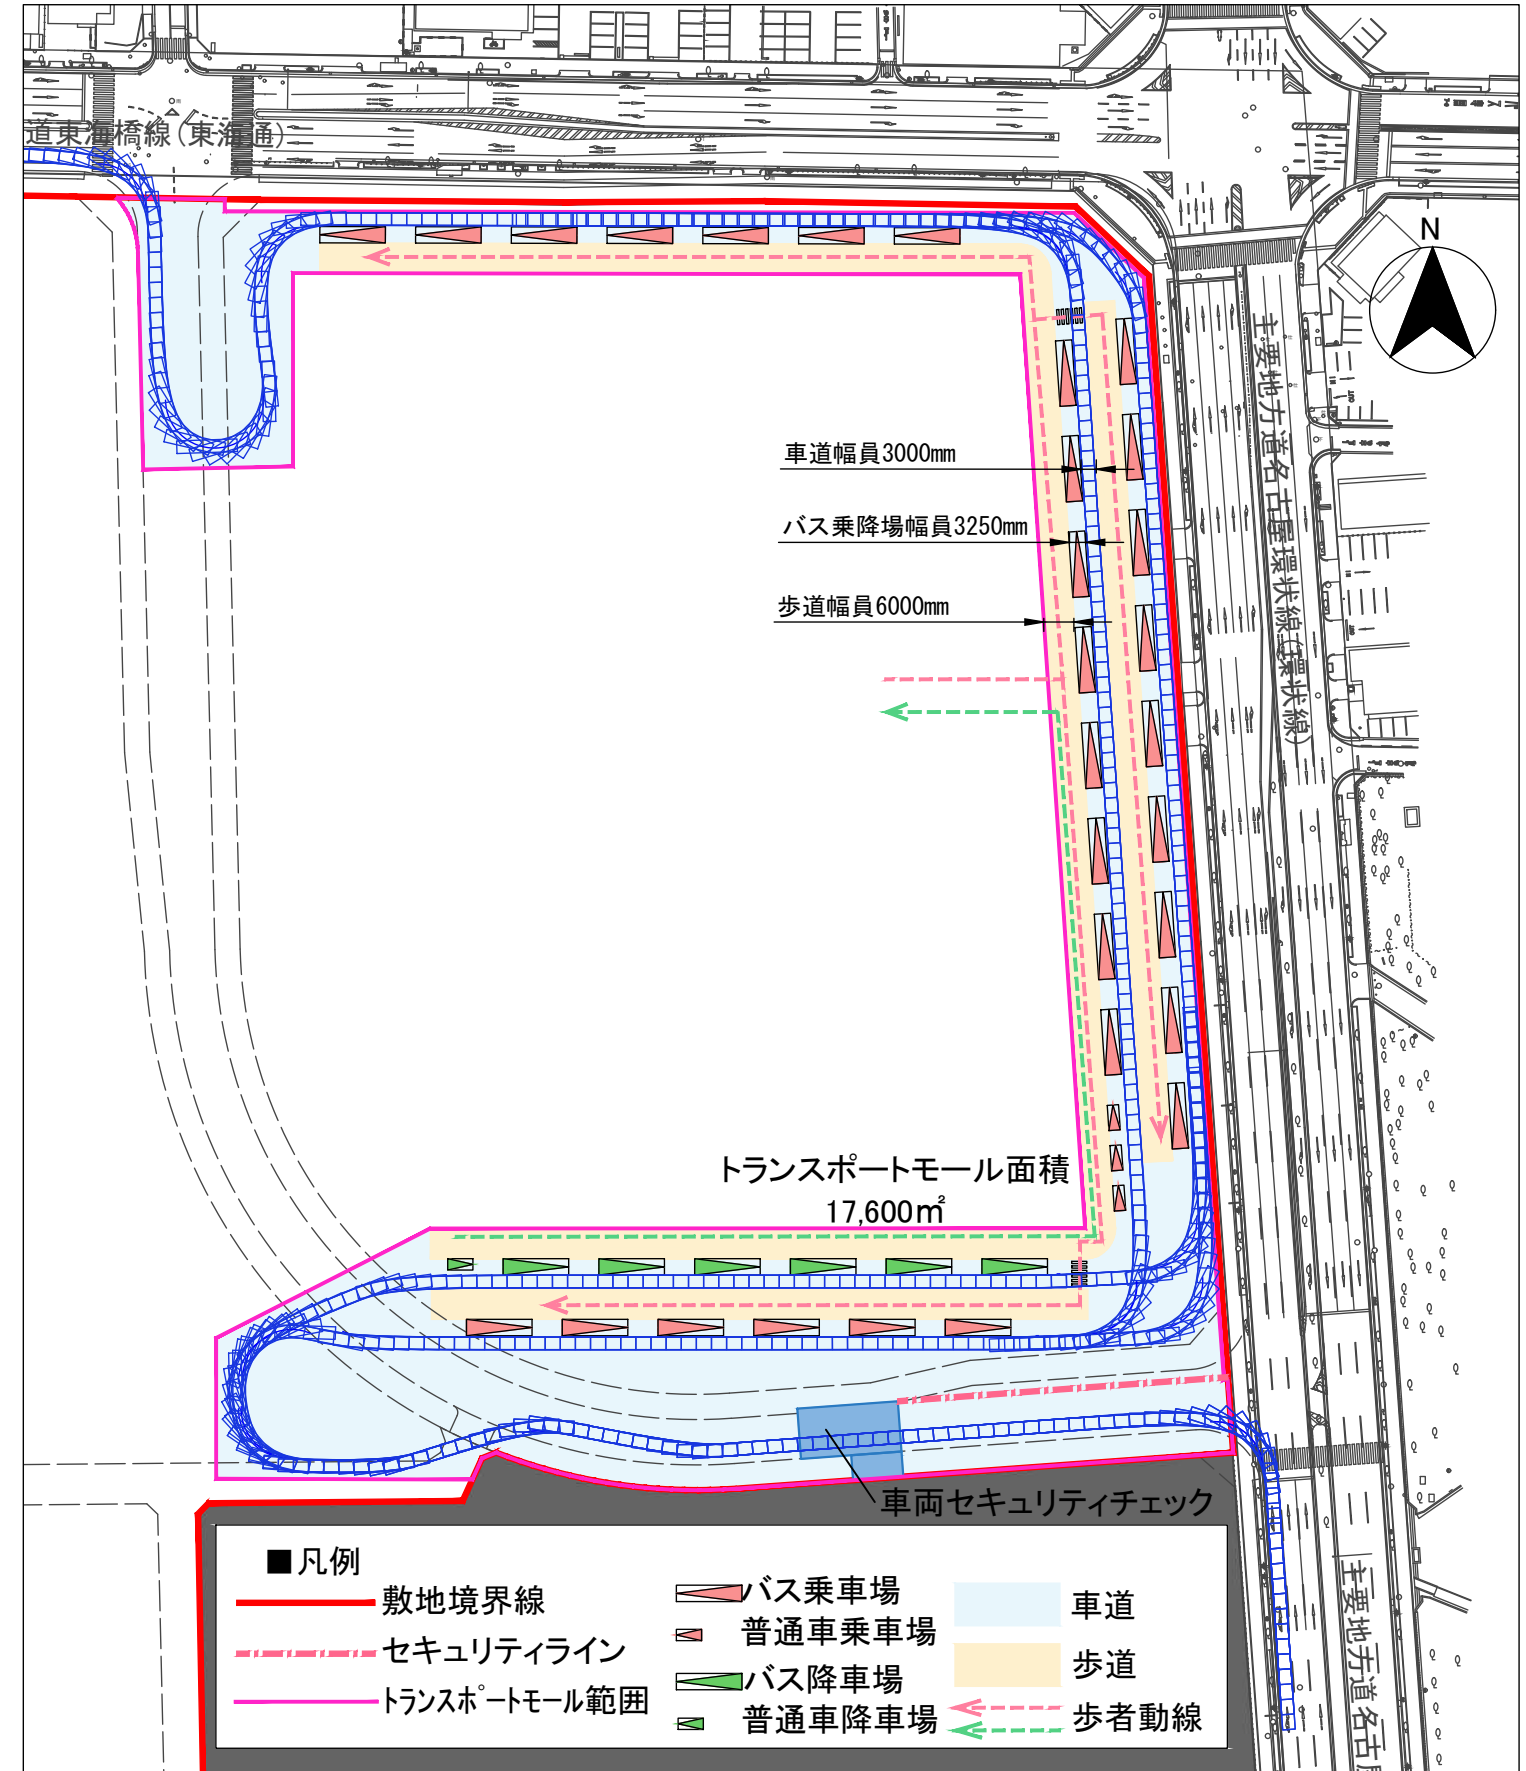 道東海橋線(東海通)
N
主要地方道名古屋環状線(環状線)
車道幅員3000mm
バス乗降場幅員3250mm
歩道幅員6000mm
トランスポートモール面積
17,600㎡
車両セキュリティチェック
■凡例
敷地境界線
セキュリティライン
トランスポートモール範囲
バス乗車場
普通車乗車場
バス降車場
普通車降車場
車道
歩道
歩者動線
主要地方道名古